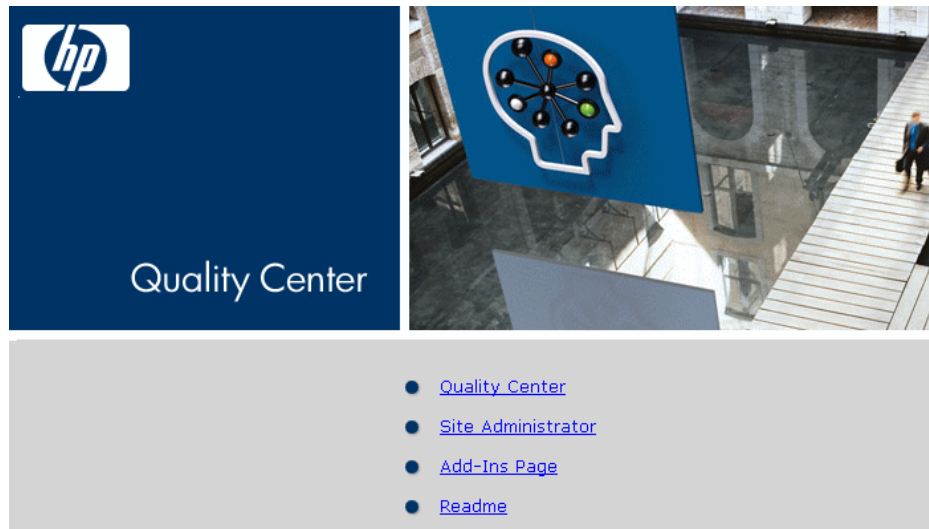 hp
Quality Center
Quality Center
Site Administrator
Add-Ins Page
Readme